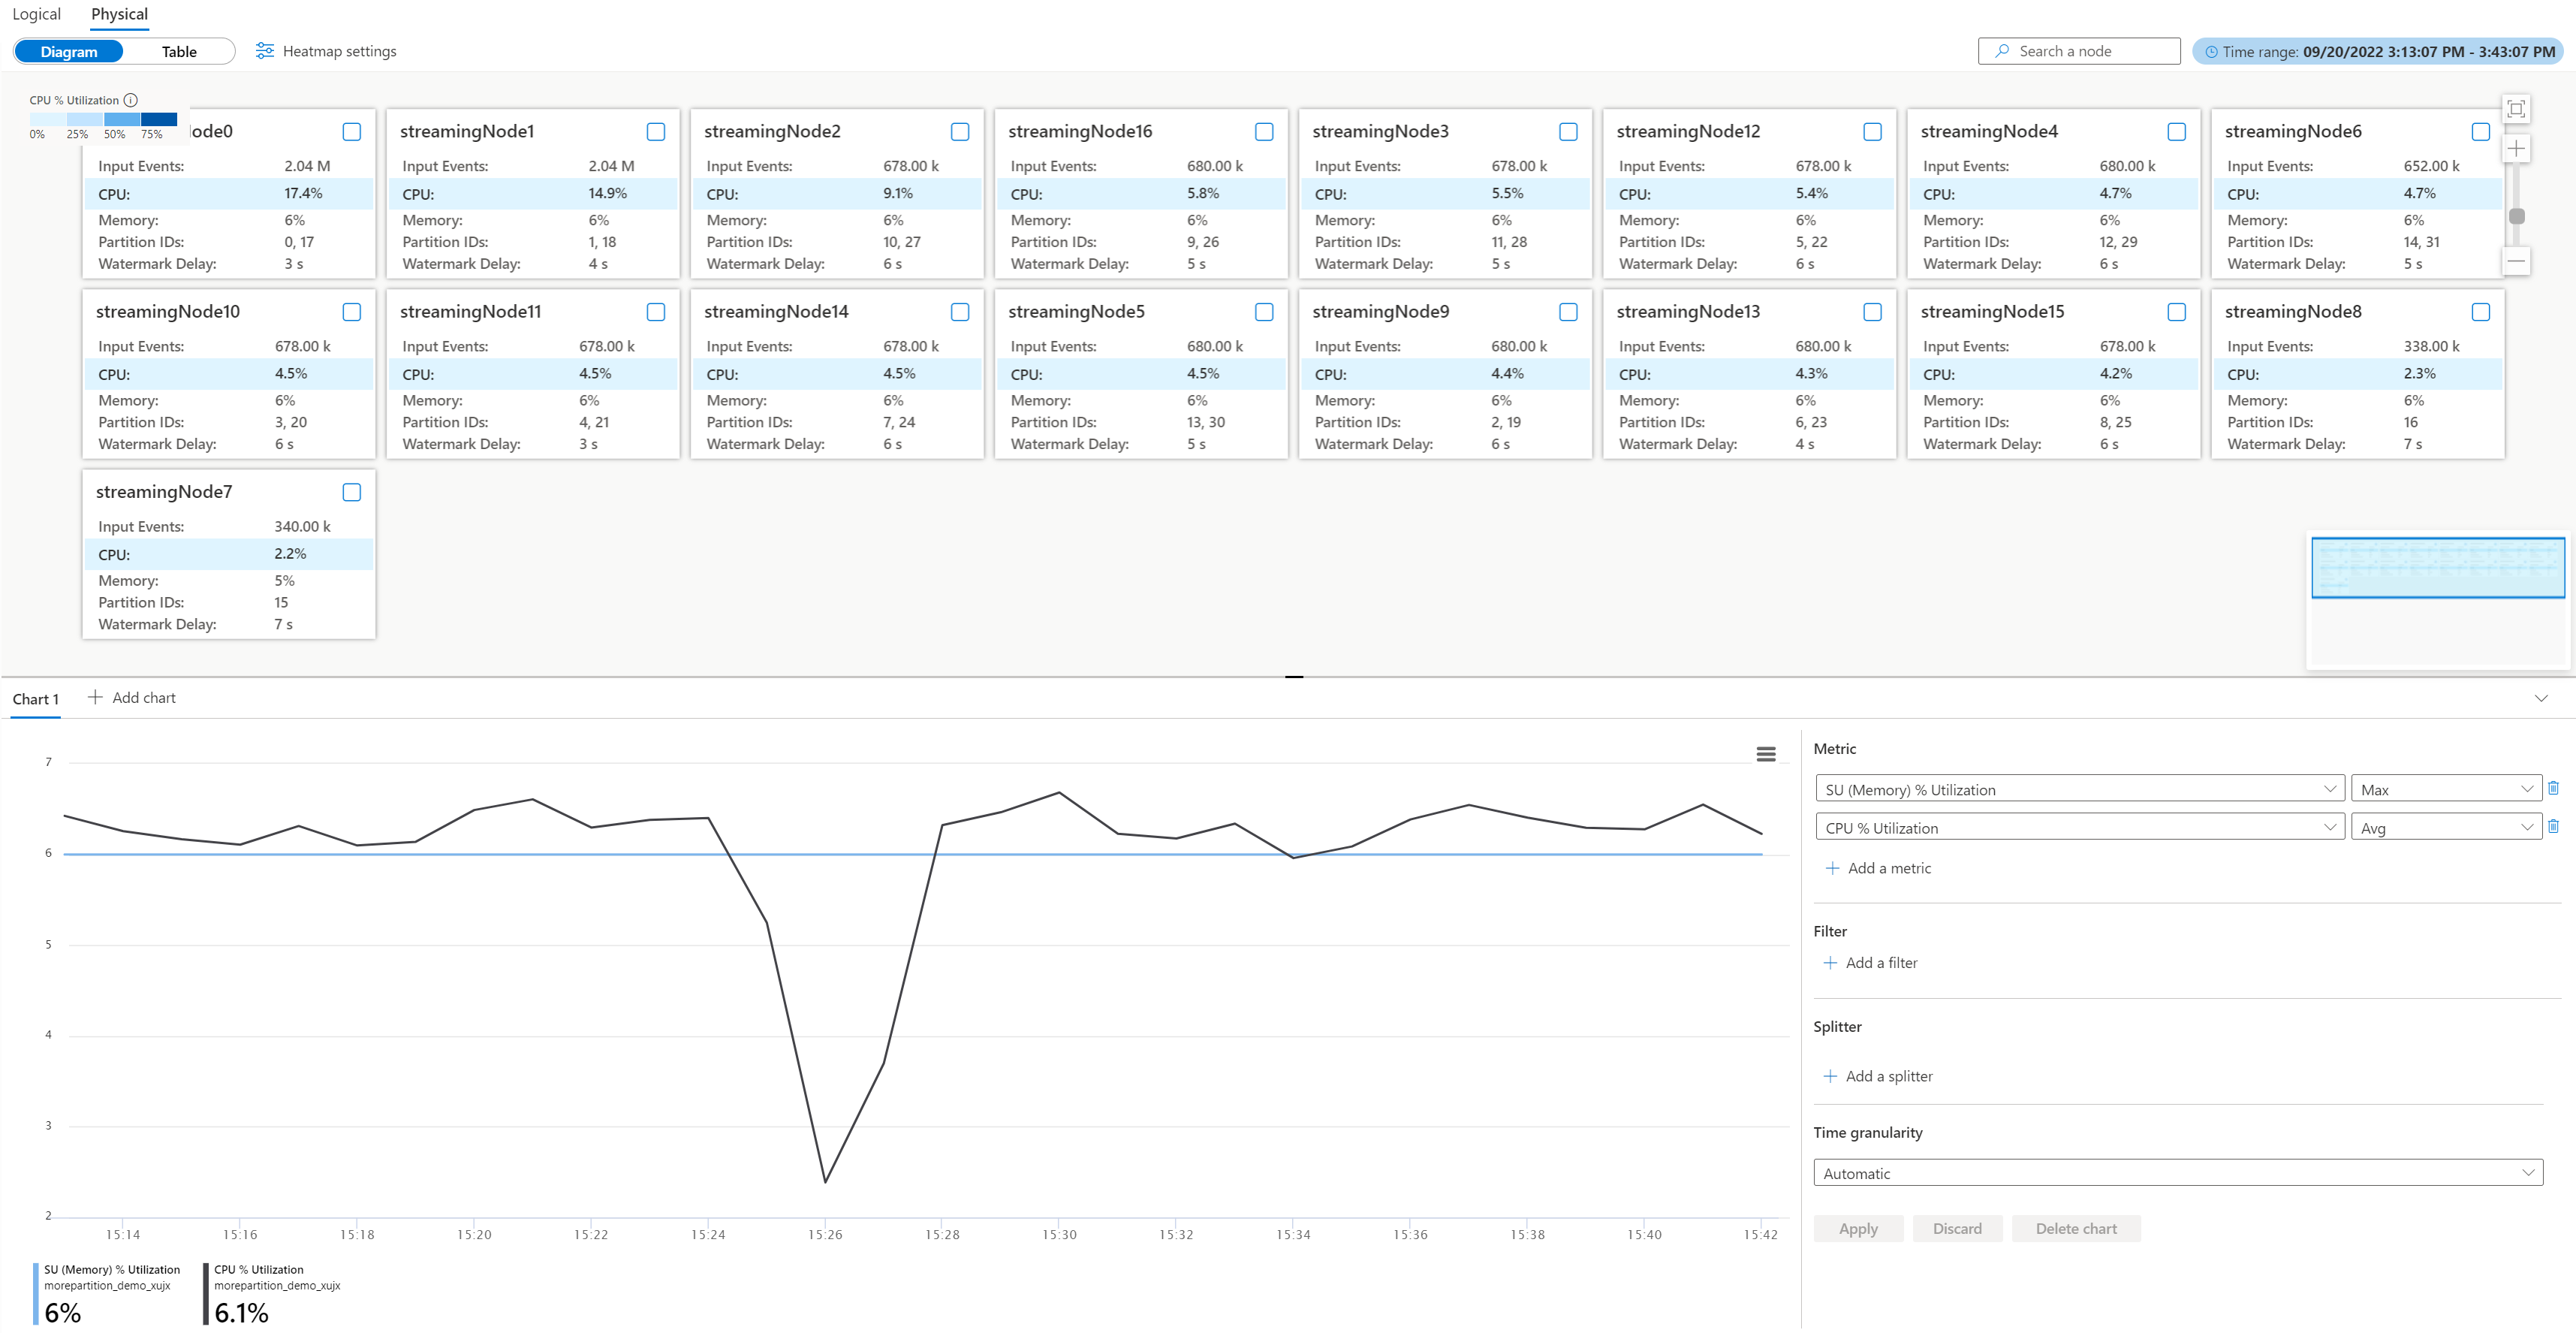 Logical Physical
Diagram Table Heatmap settings Search a node Time range: 09/20/2022 3:13:07 PM - 3:43:07 PM
CPU % Utilization
0% 25% 50% 75%
ode0 streamingNode1 streamingNode2 streamingNode16 streamingNode3 streamingNode12 streamingNode4 streamingNode6
Input Events: 2.04 M Input Events: 2.04 M Input Events: 678.00 k Input Events: 680.00 k Input Events: 678.00 k Input Events: 678.00 k Input Events: 680.00 k Input Events: 652.00 k
CPU: 17.4% CPU: 14.9% CPU: 9.1% CPU: 5.8% CPU: 5.5% CPU: 5.4% CPU: 4.7% CPU: 4.7%
Memory: 6% Memory: 6% Memory: 6% Memory: 6% Memory: 6% Memory: 6% Memory: 6% Memory: 6%
Partition IDs: 0, 17 Partition IDs: 1, 18 Partition IDs: 10, 27 Partition IDs: 9, 26 Partition IDs: 11, 28 Partition IDs: 5, 22 Partition IDs: 12, 29 Partition IDs: 14, 31
Watermark Delay: 3 s Watermark Delay: 4 s Watermark Delay: 6 s Watermark Delay: 5 s Watermark Delay: 5 s Watermark Delay: 6 s Watermark Delay: 6 s Watermark Delay: 5 s
streamingNode10 streamingNode11 streamingNode14 streamingNode5 streamingNode9 streamingNode13 streamingNode15 streamingNode8
Input Events: 678.00 k Input Events: 678.00 k Input Events: 678.00 k Input Events: 680.00 k Input Events: 680.00 k Input Events: 680.00 k Input Events: 678.00 k Input Events: 338.00 k
CPU: 4.5% CPU: 4.5% CPU: 4.5% CPU: 4.5% CPU: 4.4% CPU: 4.3% CPU: 4.2% CPU: 2.3%
Memory: 6% Memory: 6% Memory: 6% Memory: 6% Memory: 6% Memory: 6% Memory: 6% Memory: 6%
Partition IDs: 3, 20 Partition IDs: 4, 21 Partition IDs: 7, 24 Partition IDs: 13, 30 Partition IDs: 2, 19 Partition IDs: 6, 23 Partition IDs: 8, 25 Partition IDs: 16
Watermark Delay: 6 s Watermark Delay: 3 s Watermark Delay: 6 s Watermark Delay: 5 s Watermark Delay: 6 s Watermark Delay: 4 s Watermark Delay: 6 s Watermark Delay: 7 s
streamingNode7
Input Events: 340.00 k
CPU: 2.2%
Memory: 5%
Partition IDs: 15
Watermark Delay: 7 s
Chart 1 Add chart
7
6
5
4
3
2
15:14 15:16 15:18 15:20 15:22 15:24 15:26 15:28 15:30 15:32 15:34 15:36 15:38 15:40 15:42
SU (Memory) % Utilization CPU % Utilization
morepartition_demo_xujx morepartition_demo_xujx
6% 6.1%
Metric
SU (Memory) % Utilization Max
CPU % Utilization Avg
Add a metric
Filter
Add a filter
Splitter
Add a splitter
Time granularity
Automatic
Apply Discard Delete chart